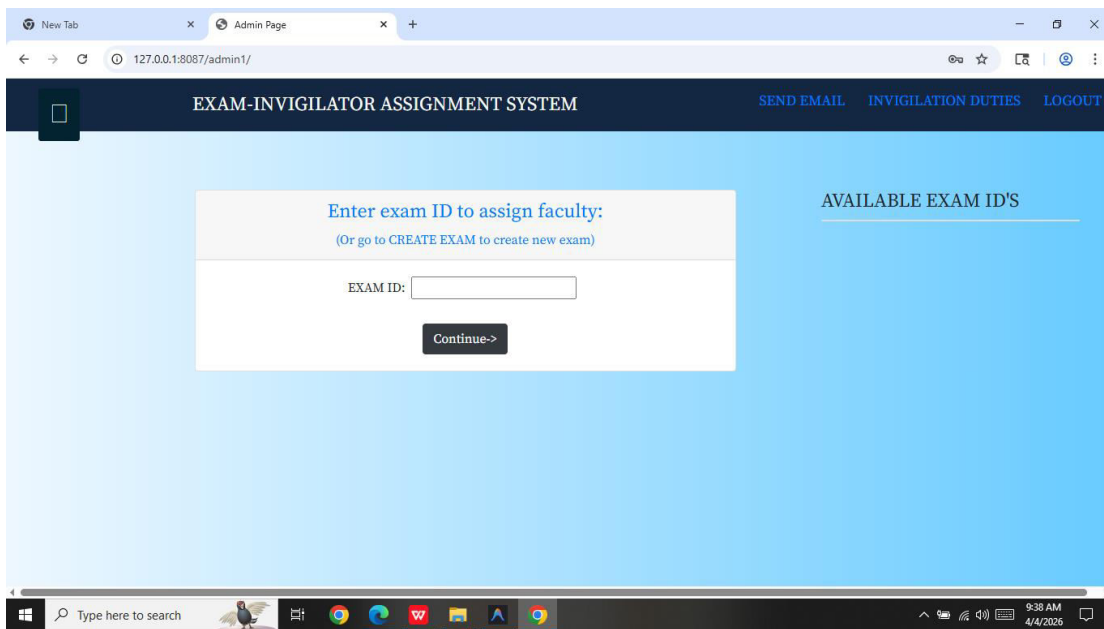 New Tab
Admin Page
127.0.0.1:8087/admin1/
EXAM-INVIGILATOR ASSIGNMENT SYSTEM
SEND EMAIL INVIGILATION DUTIES LOGOUT
Enter exam ID to assign faculty:
(Or go to CREATE EXAM to create new exam)
EXAM ID:
Continue->
AVAILABLE EXAM ID'S
Type here to search
9:38 AM
4/4/2026